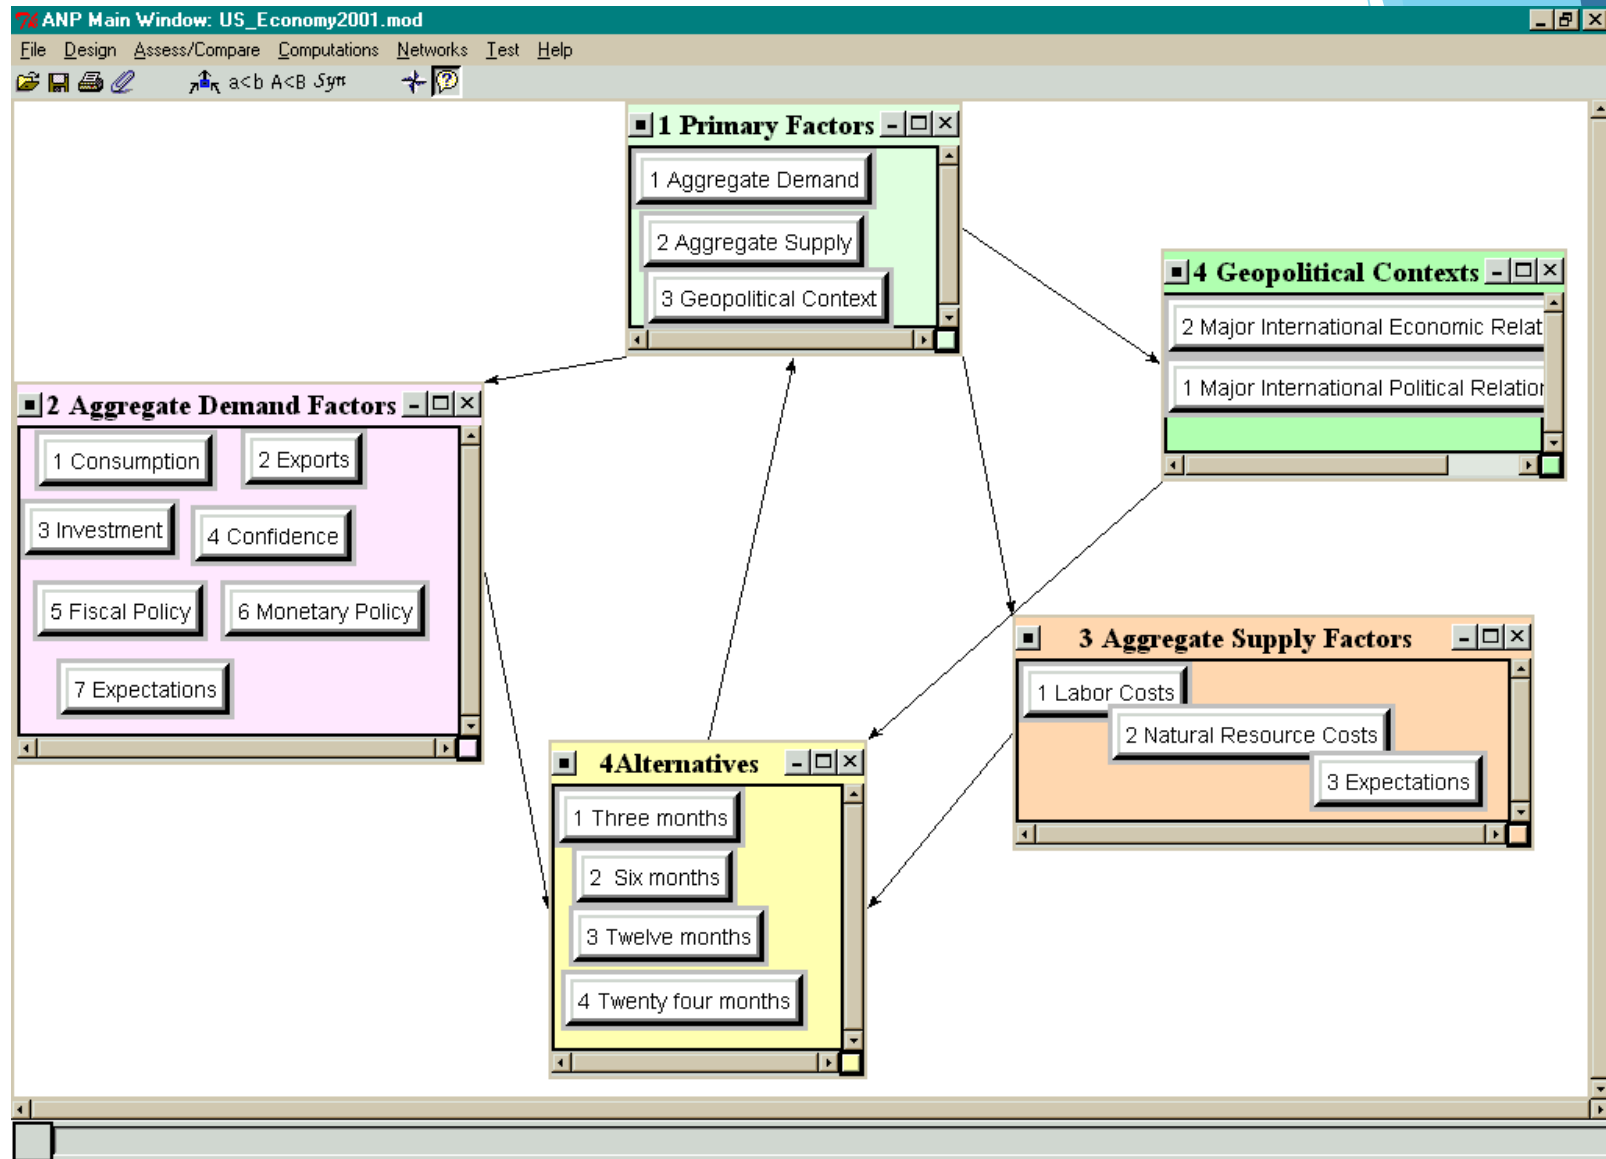 ANP Main Window: US_Economy2001.mod
File Design Assess/Compare Computations Networks Test Help
a<b A<B Syn
1 Primary Factors
1 Aggregate Demand
2 Aggregate Supply
3 Geopolitical Context
4 Geopolitical Contexts
2 Major International Economic Relat
1 Major International Political Relation
2 Aggregate Demand Factors
1 Consumption 2 Exports
3 Investment 4 Confidence
5 Fiscal Policy 6 Monetary Policy
7 Expectations
3 Aggregate Supply Factors
1 Labor Costs
2 Natural Resource Costs
3 Expectations
4Alternatives
1 Three months
2 Six months
3 Twelve months
4 Twenty four months